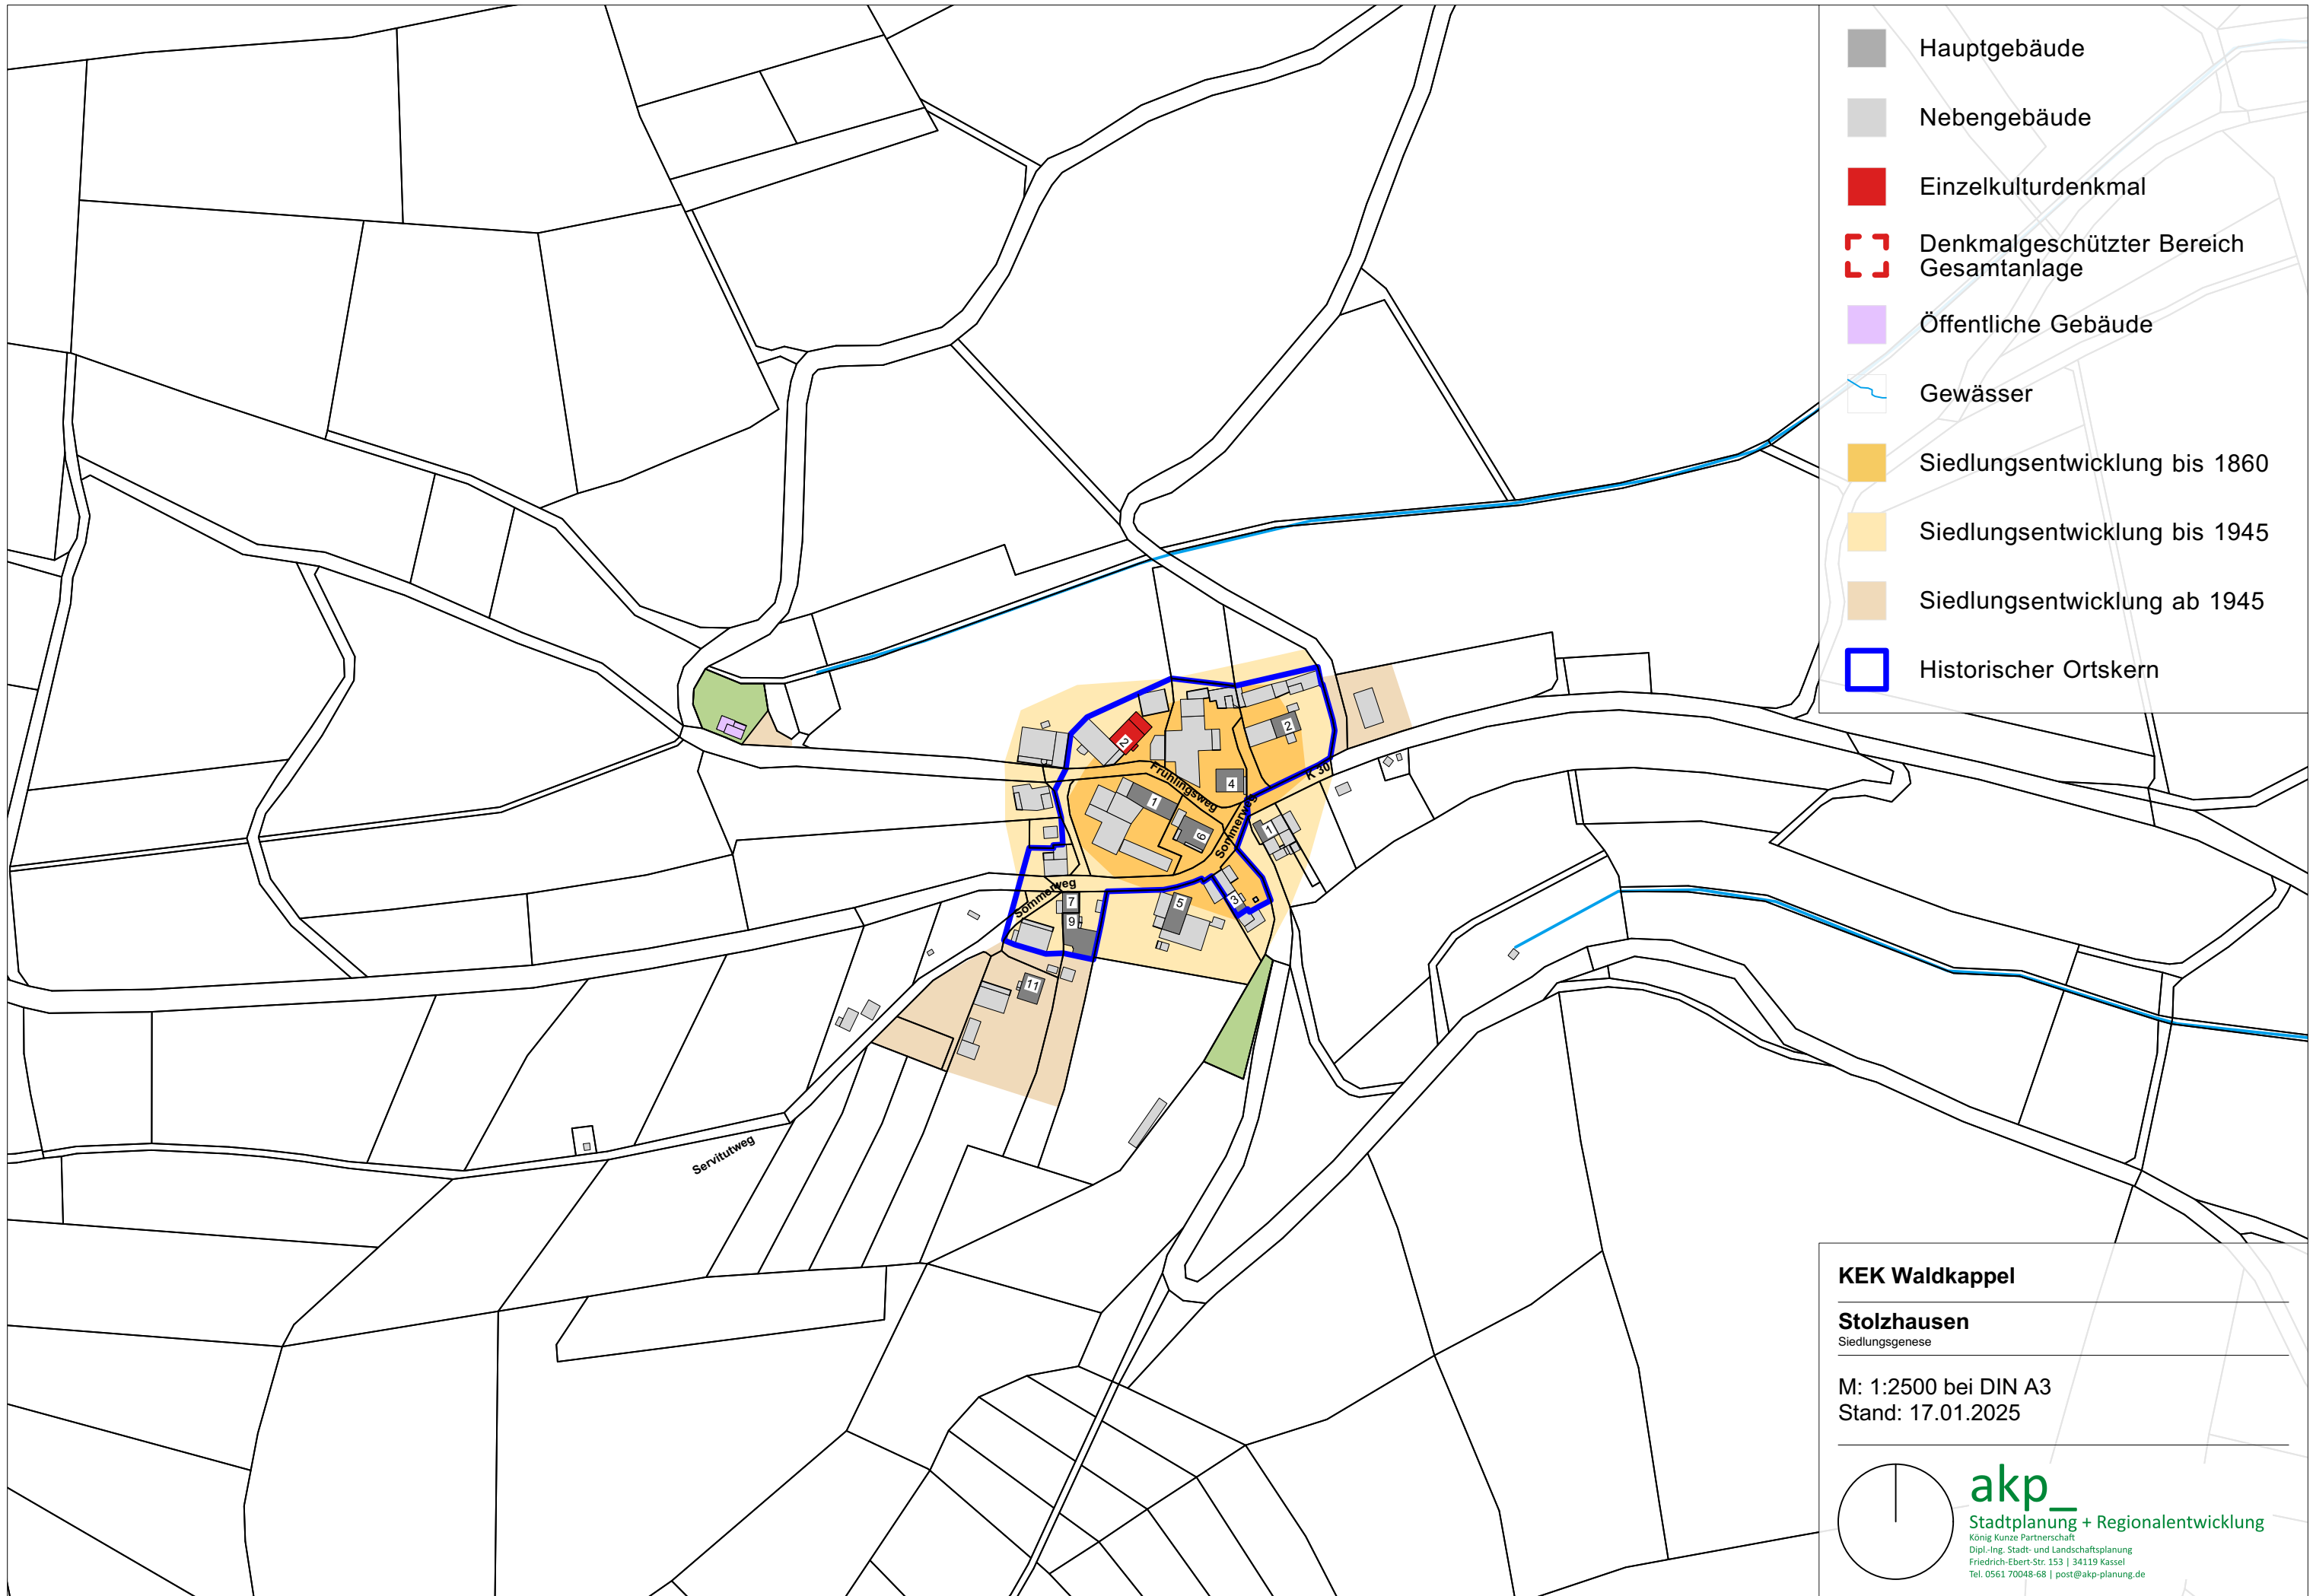 Hauptgebäude
Nebengebäude
Einzelkulturdenkmal
Denkmalgeschützter Bereich
Gesamtanlage
Öffentliche Gebäude
Gewässer
Siedlungsentwicklung bis 1860
Siedlungsentwicklung bis 1945
Siedlungsentwicklung ab 1945
Historischer Ortskern
2
2
4
K 30
Frühlingsweg
1
6
Sommerweg
1
Sommerweg
7
9
5
3
11
Servitutweg
KEK Waldkappel
Stolzhausen
Siedlungsgenese
M: 1:2500 bei DIN A3
Stand: 17.01.2025
akp_
Stadtplanung + Regionalentwicklung
König Kunze Partnerschaft
Dipl.-Ing. Stadt- und Landschaftsplanung
Friedrich-Ebert-Str. 153 | 34119 Kassel
Tel. 0561 70048-68 | post@akp-planung.de